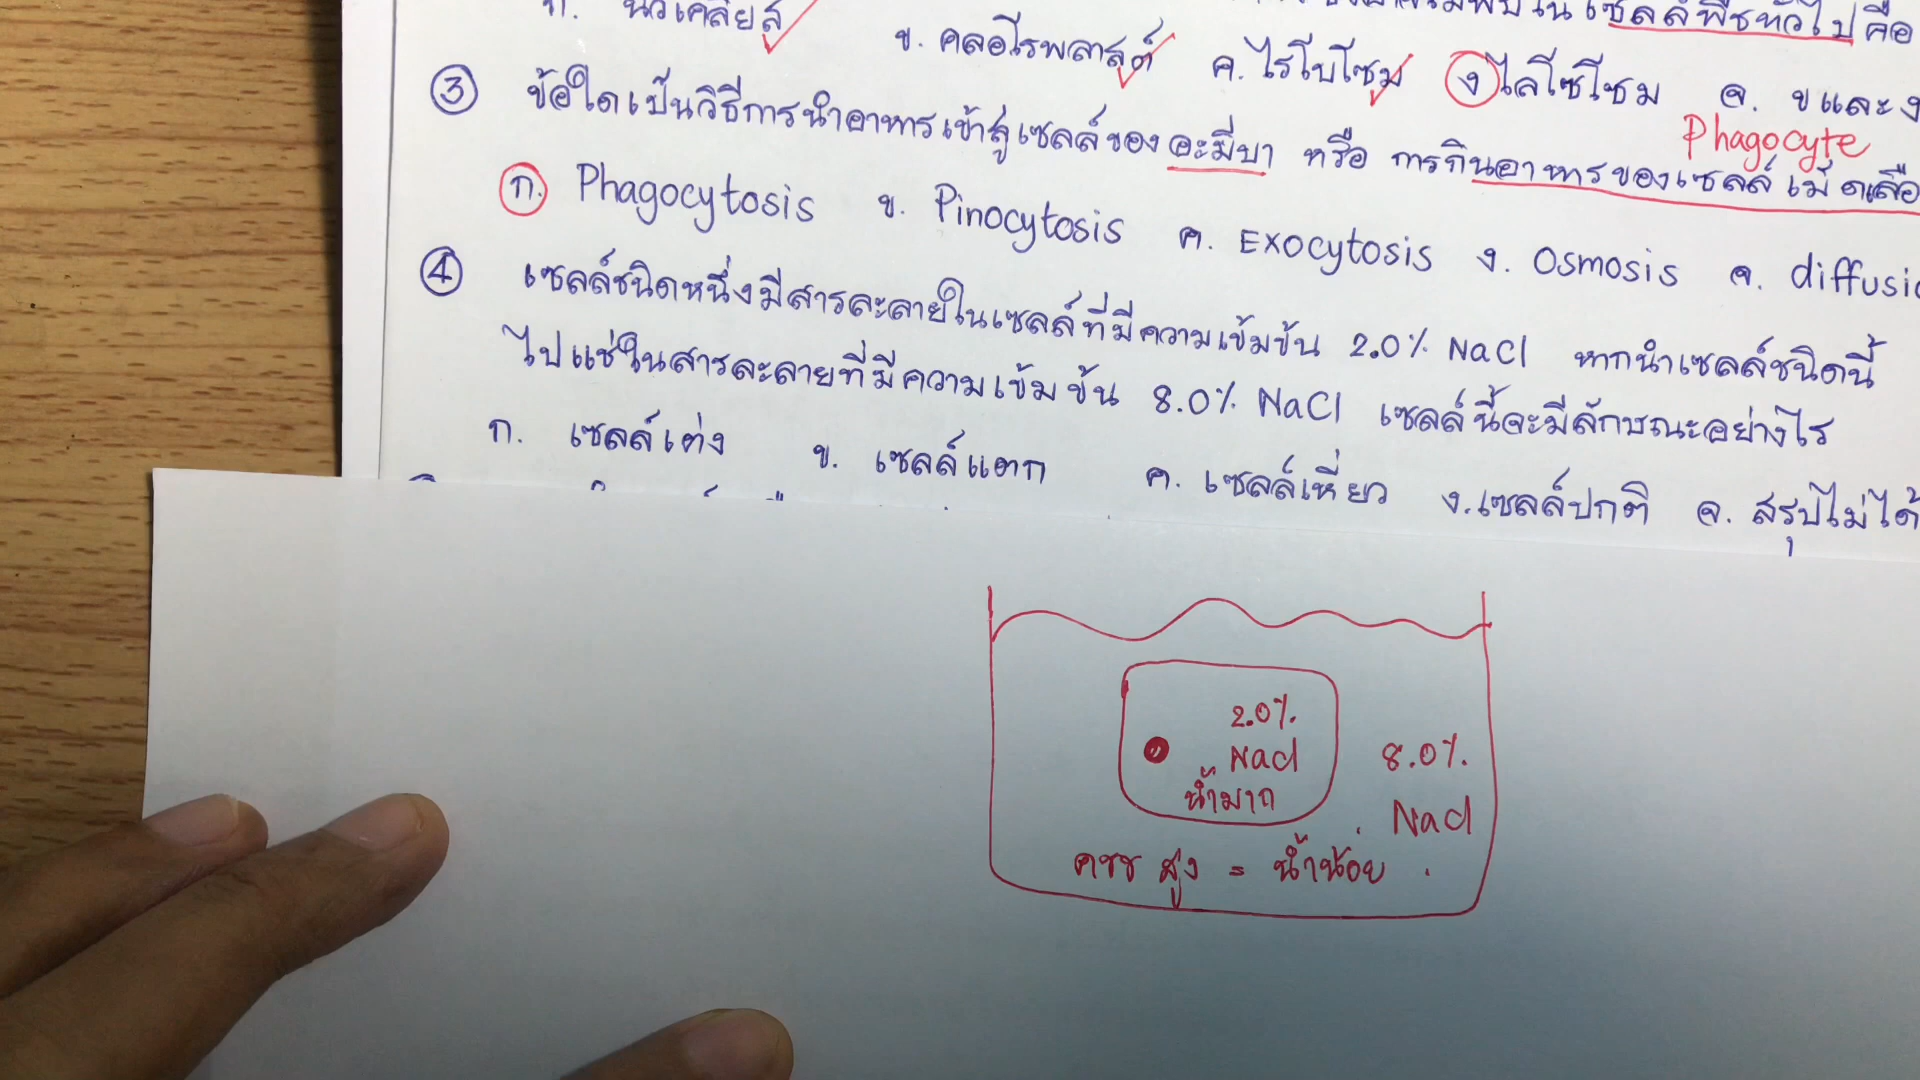 ก. นิวเคลียส ข. คลอโรพลาสต์ ค. ไรโบโซม ง ไลโซโซม จ. ข และ ง
เซลล์พืชทั่วไป คือ
③ ข้อใดเป็นวิธีการนำอาหารเข้าสู่เซลล์ของอะมีบา หรือ การกินอาหารของเซลล์เม็ดเลือ
Phagocyte
ก. Phagocytosis ข. Pinocytosis ค. Exocytosis ง. Osmosis จ. diffusio
④ เซลล์ชนิดหนึ่งมีสารละลายในเซลล์ที่มีความเข้มข้น 2.0% NaCl หากนำเซลล์ชนิดนี้
ไปแช่ในสารละลายที่มีความเข้มข้น 8.0% NaCl เซลล์นี้จะมีลักษณะอย่างไร
ก. เซลล์เต่ง ข. เซลล์แตก ค. เซลล์เหี่ยว ง. เซลล์ปกติ จ. สรุปไม่ได้
2.0%
NaCl
น้ำมาก
8.0%
NaCl
คขข สูง = น้ำน้อย